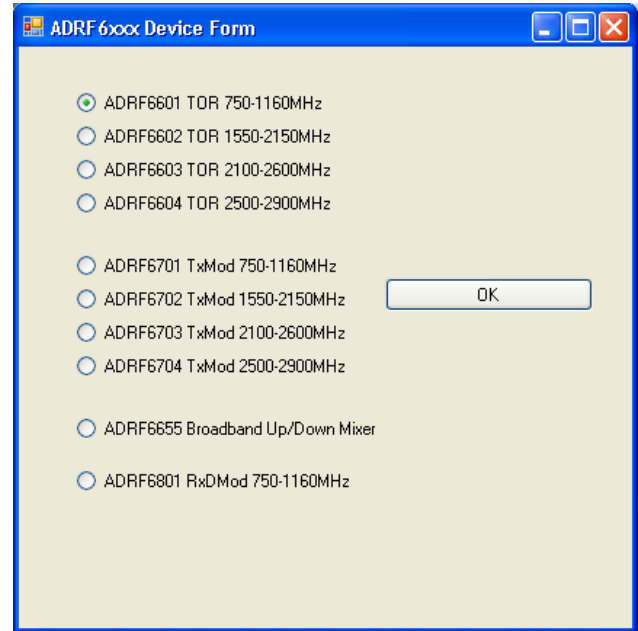 ADRF6xxx Device Form
ADRF6601 TOR 750-1160MHz
ADRF6602 TOR 1550-2150MHz
ADRF6603 TOR 2100-2600MHz
ADRF6604 TOR 2500-2900MHz
ADRF6701 TxMod 750-1160MHz
ADRF6702 TxMod 1550-2150MHz
OK
ADRF6703 TxMod 2100-2600MHz
ADRF6704 TxMod 2500-2900MHz
ADRF6655 Broadband Up/Down Mixer
ADRF6801 RxDMod 750-1160MHz